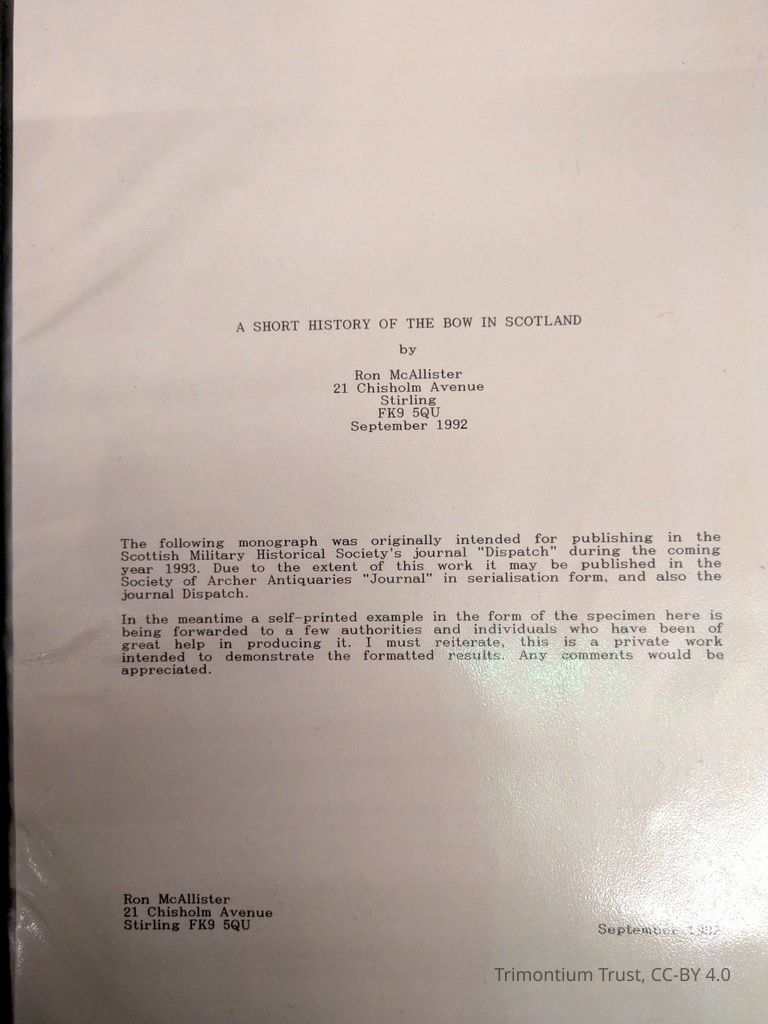 A SHORT HISTORY OF THE BOW IN SCOTLAND
by
Ron McAllister
21 Chisholm Avenue
Stirling
FK9 5QU
September 1992
The following monograph was originally intended for publishing in the
Scottish Military Historical Society's journal "Dispatch" during the coming
year 1993. Due to the extent of this work it may be published in the
Society of Archer Antiquaries "Journal" in serialisation form, and also the
journal Dispatch.
In the meantime a self-printed example in the form of the specimen here is
being forwarded to a few authorities and individuals who have been of
great help in producing it. I must reiterate, this is a private work
intended to demonstrate the formatted results. Any comments would be
appreciated.
Ron McAllister
21 Chisholm Avenue
Stirling FK9 5QU
September 1992
Trimontium Trust, CC-BY 4.0